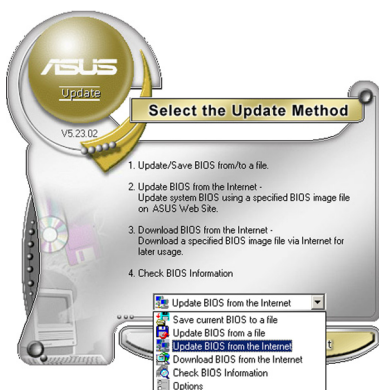 ASUS
Update
V5.23.02
Select the Update Method
1. Update/Save BIOS from/to a file.
2. Update BIOS from the Internet -
Update system BIOS using a specified BIOS image file
on ASUS Web Site.
3. Download BIOS from the Internet -
Download a specified BIOS image file via Internet for
later usage.
4. Check BIOS Information
Update BIOS from the Internet
Save current BIOS to a file
Update BIOS from a file
Update BIOS from the Internet
Download BIOS from the Internet
Check BIOS Information
Options